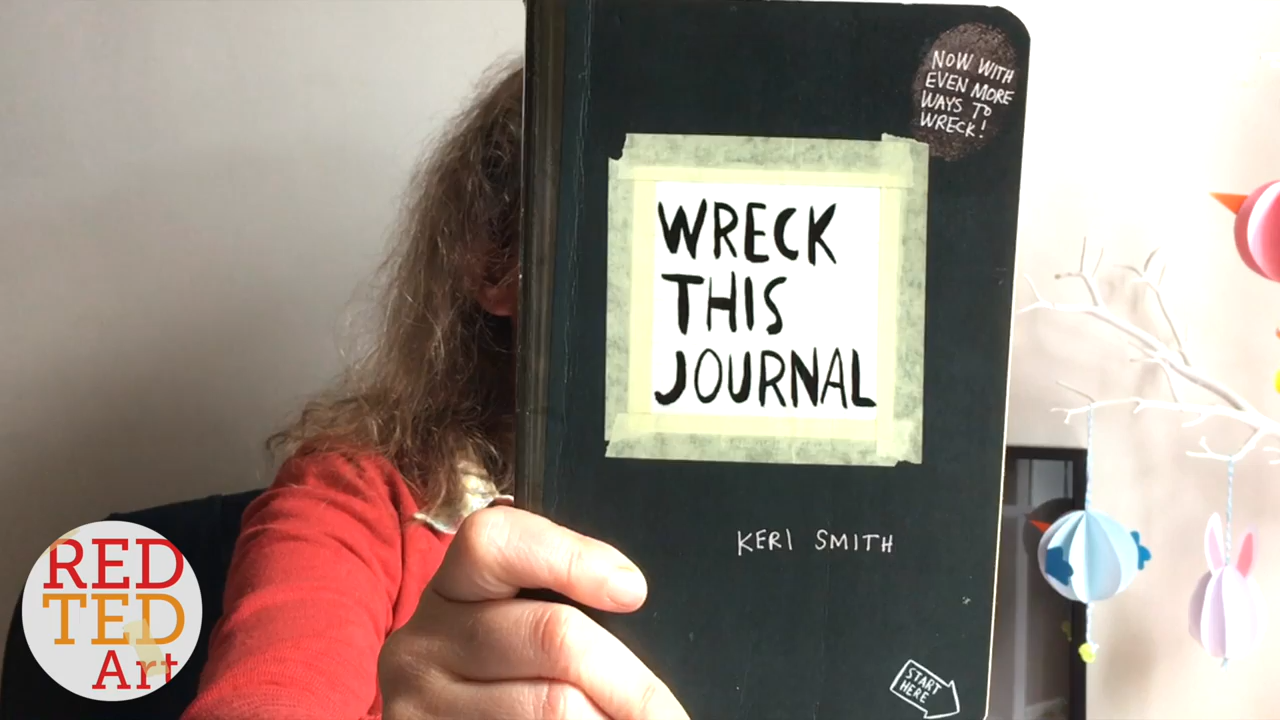 NOW WITH
EVEN MORE
WAYS TO
WRECK!
WRECK
THIS
JOURNAL
KERI SMITH
START
HERE
RED
TED
Art